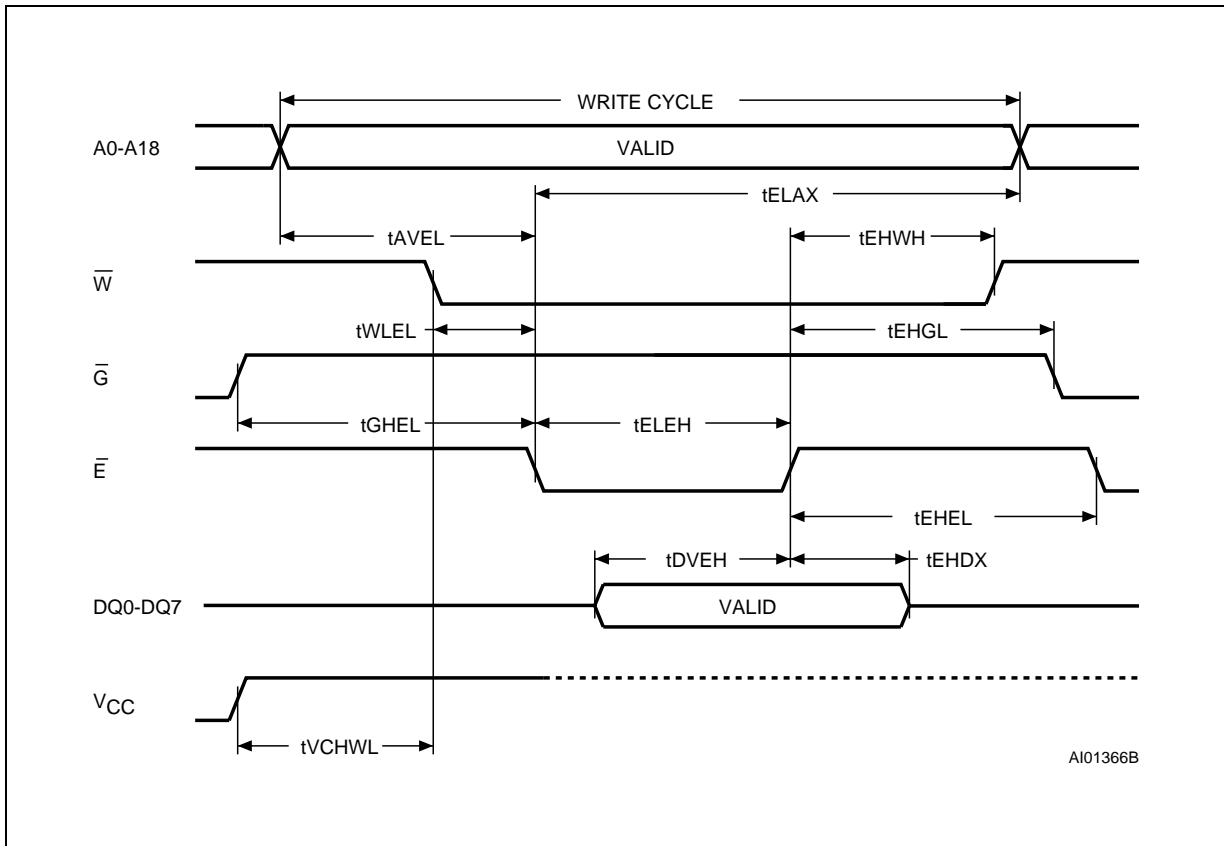 WRITE CYCLE
A0-A18
VALID
tELAX
tAVEL
tEHWH
W
tWLEL
tEHGL
G
tGHEL
tELEH
E
tEHEL
tDVEH
tEHDX
DQ0-DQ7
VALID
VCC
tVCHWL
AI01366B